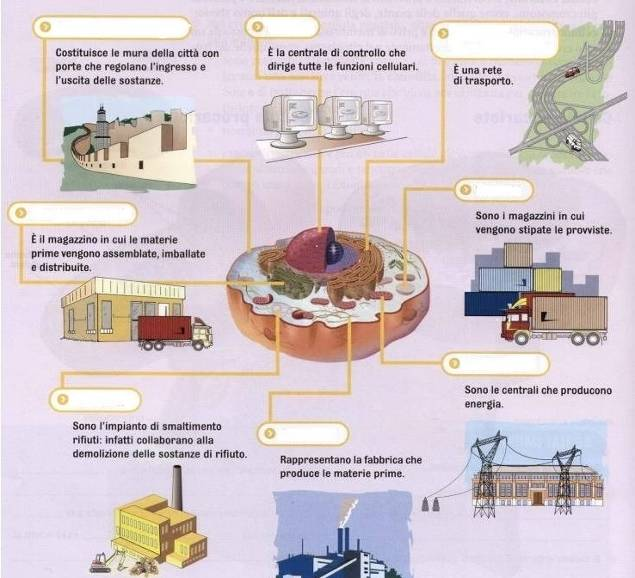 Costituisce le mura della città con
porte che regolano l'ingresso e
l'uscita delle sostanze.
È la centrale di controllo che
dirige tutte le funzioni cellulari.
È una rete
di trasporto.
Sono i magazzini in cui
vengono stipate le provviste.
È il magazzino in cui le materie
prime vengono assemblate, imballate
e distribuite.
Sono le centrali che producono
energia.
Sono l'impianto di smaltimento
rifiuti: infatti collaborano alla
demolizione delle sostanze di rifiuto.
Rappresentano la fabbrica che
produce le materie prime.